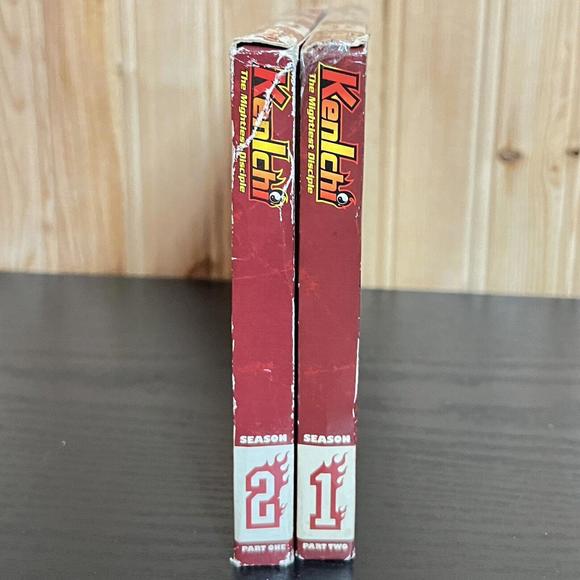 KenIchi
The Mightiest Disciple
SEASON
2
PART ONE
KenIchi
The Mightiest Disciple
SEASON
1
PART TWO